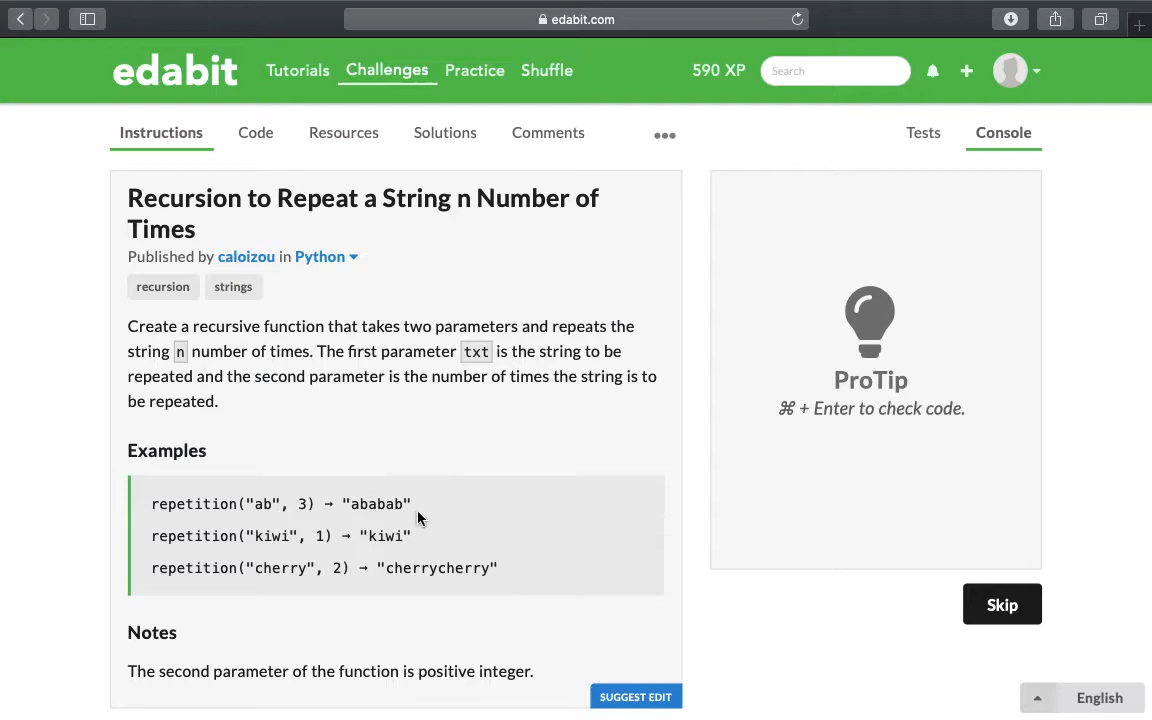 edabit.com
edabit Tutorials Challenges Practice Shuffle 590 XP Search
Instructions Code Resources Solutions Comments Tests Console
Recursion to Repeat a String n Number of
Times
Published by caloizou in Python
recursion strings
Create a recursive function that takes two parameters and repeats the
string n number of times. The first parameter txt is the string to be
repeated and the second parameter is the number of times the string is to
be repeated.
Examples
repetition("ab", 3) → "ababab"
repetition("kiwi", 1) → "kiwi"
repetition("cherry", 2) → "cherrycherry"
Notes
The second parameter of the function is positive integer.
SUGGEST EDIT
ProTip
⌘ + Enter to check code.
Skip
English